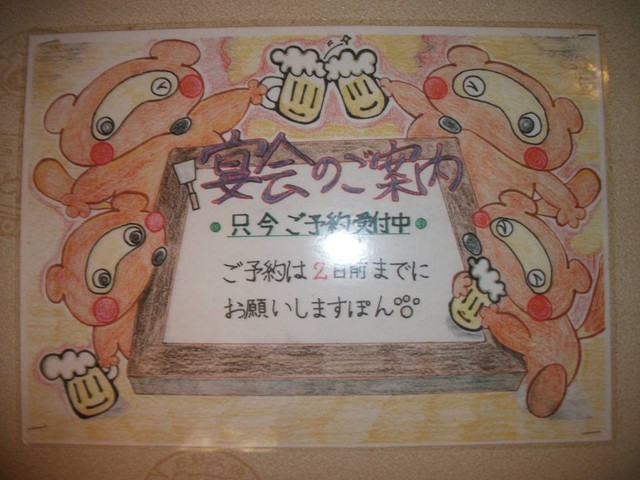 宴会のご案内
只今ご予約受付中
ご予約は2日前までに
お願いしますぽん